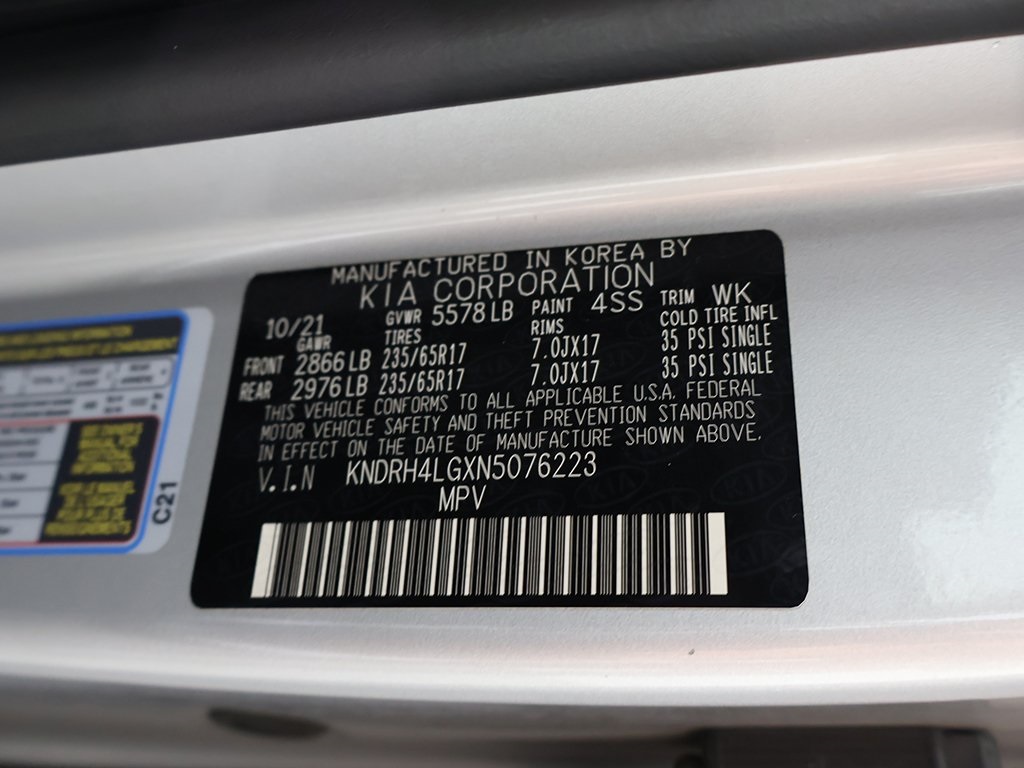 MANUFACTURED IN KOREA BY
KIA CORPORATION
10/21 GVWR 5578 LB PAINT 4SS TRIM WK
GAWR TIRES RIMS COLD TIRE INFL
FRONT 2866 LB 235/65R17 7.0JX17 35 PSI SINGLE
REAR 2976 LB 235/65R17 7.0JX17 35 PSI SINGLE
THIS VEHICLE CONFORMS TO ALL APPLICABLE U.S.A. FEDERAL
MOTOR VEHICLE SAFETY AND THEFT PREVENTION STANDARDS
IN EFFECT ON THE DATE OF MANUFACTURE SHOWN ABOVE.
V.I.N KNDRH4LGXN5076223
MPV
C21